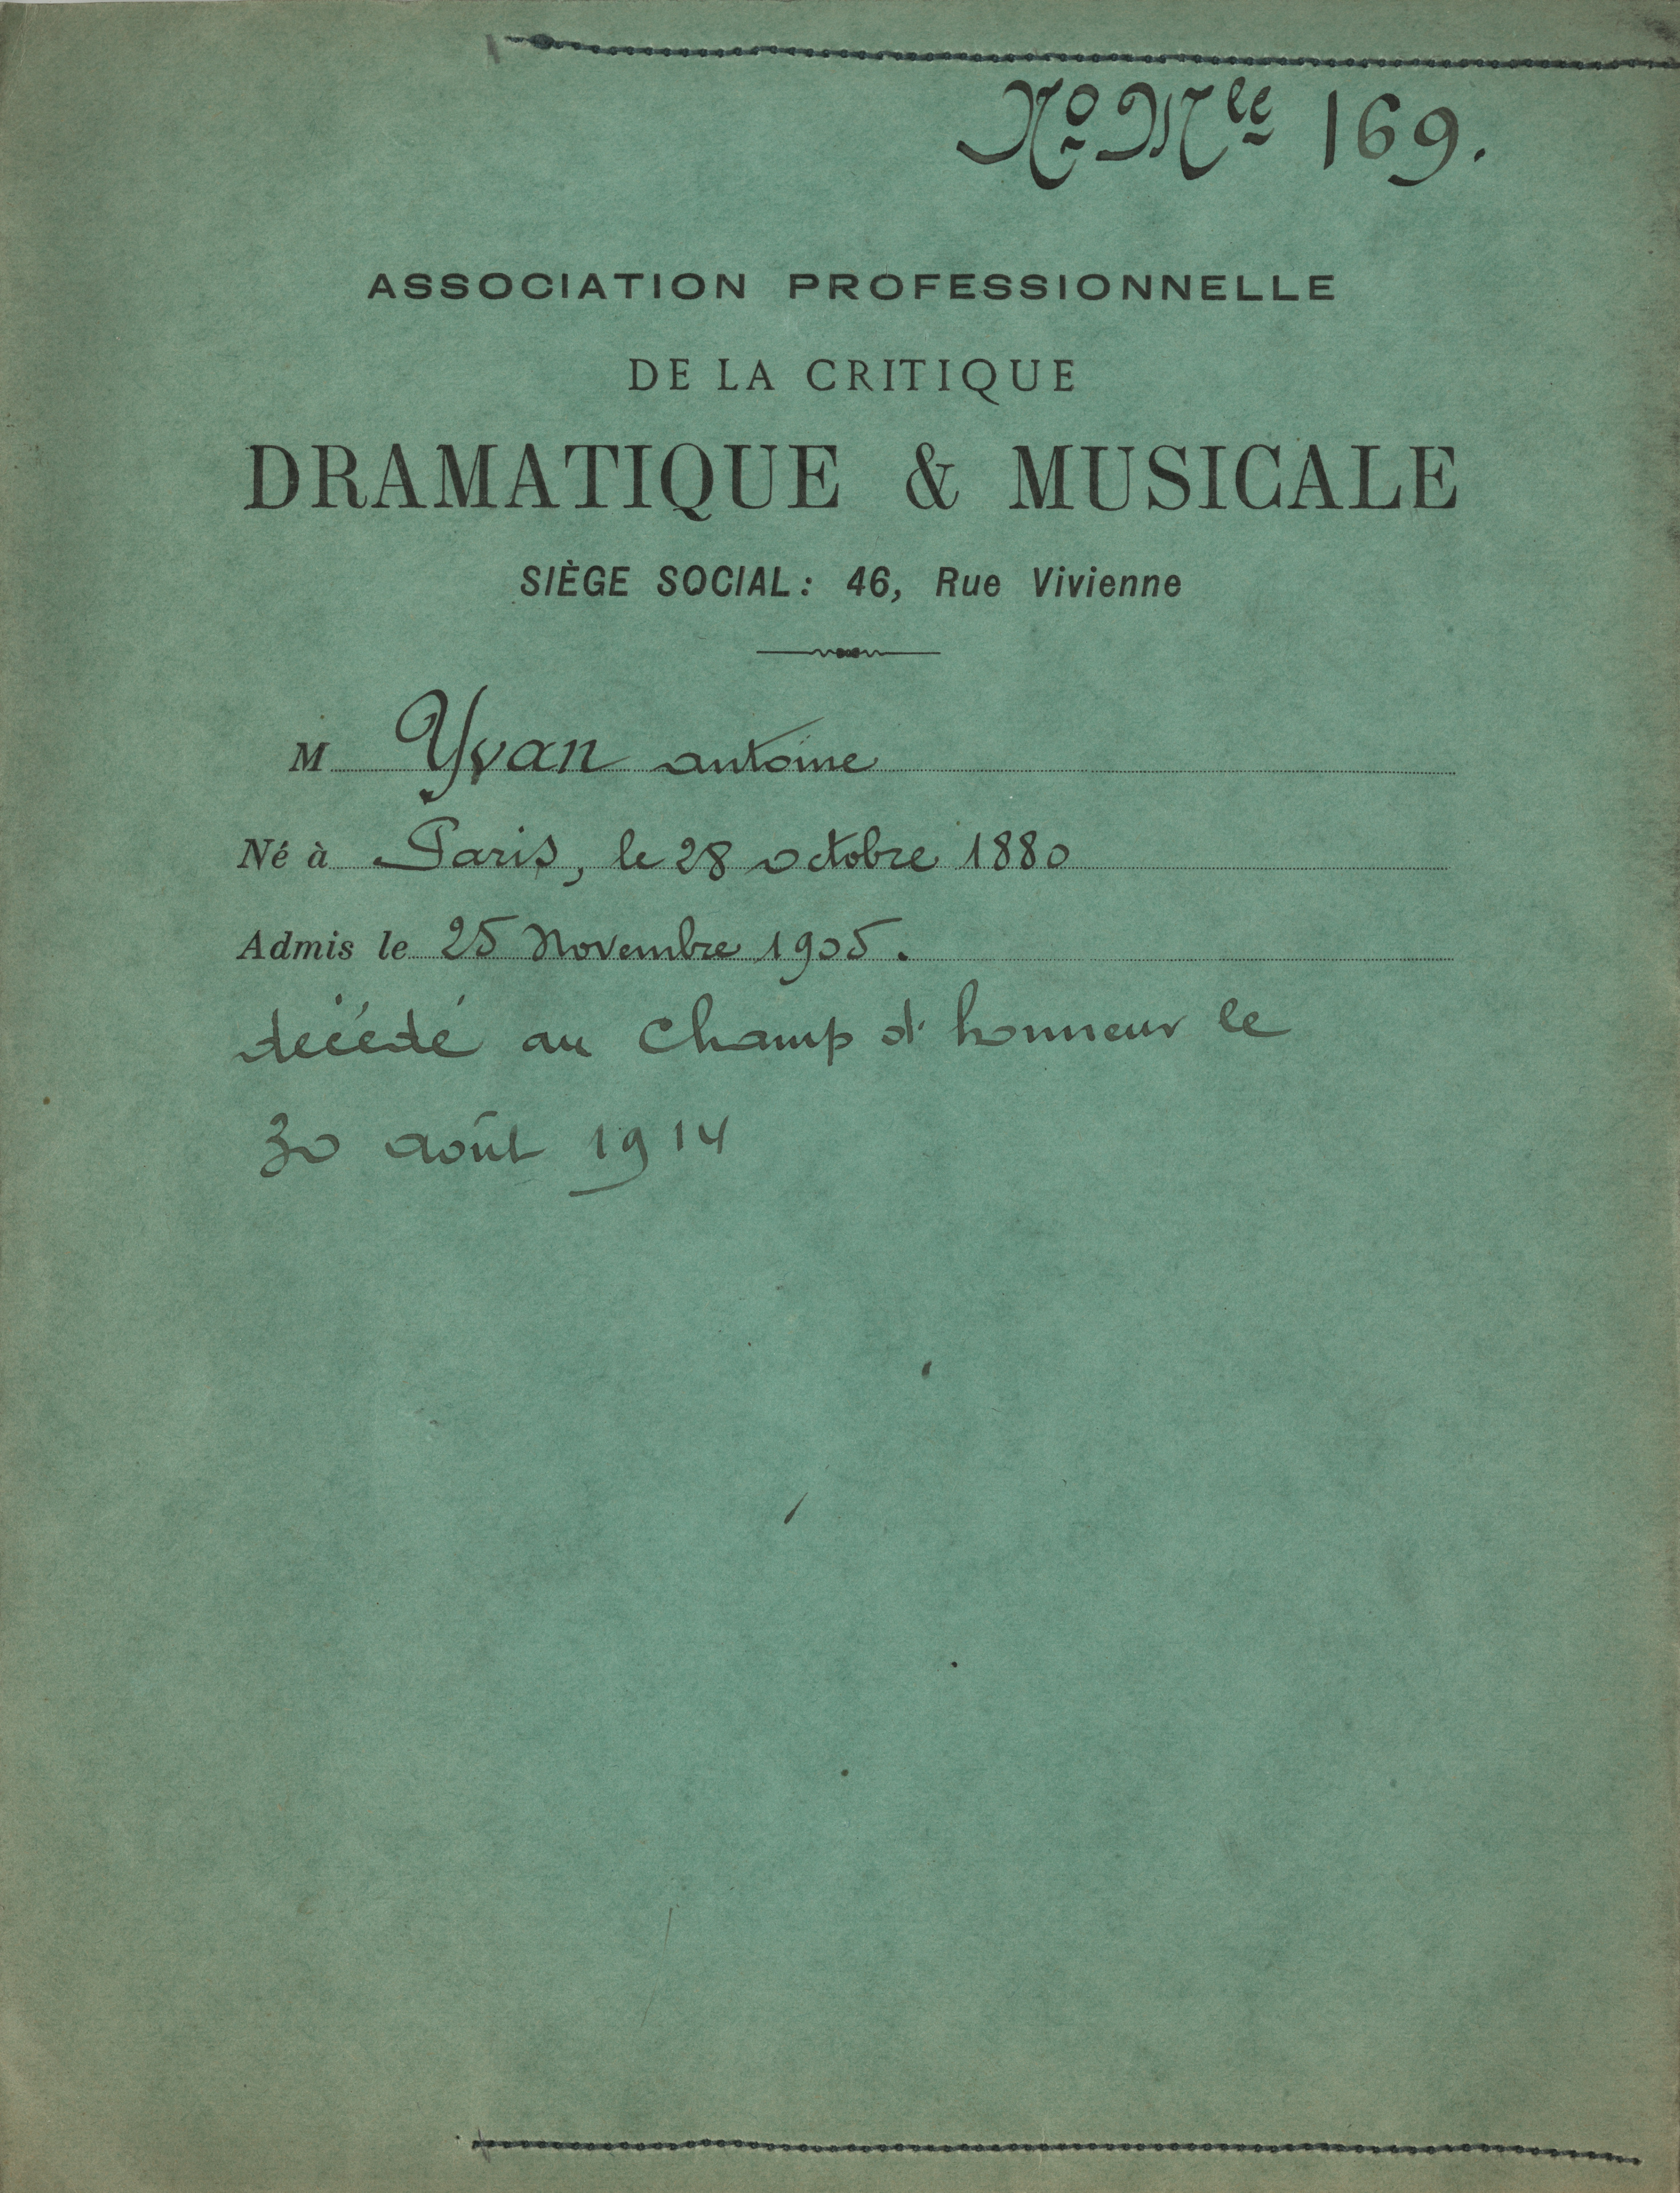 No Mle 169.
ASSOCIATION PROFESSIONNELLE
DE LA CRITIQUE
DRAMATIQUE & MUSICALE
SIÈGE SOCIAL: 46, Rue Vivienne
M Yvan antoine
Né à Paris, le 28 octobre 1880
Admis le 25 Novembre 1905.
décédé au Champ d'honneur le
30 août 1914